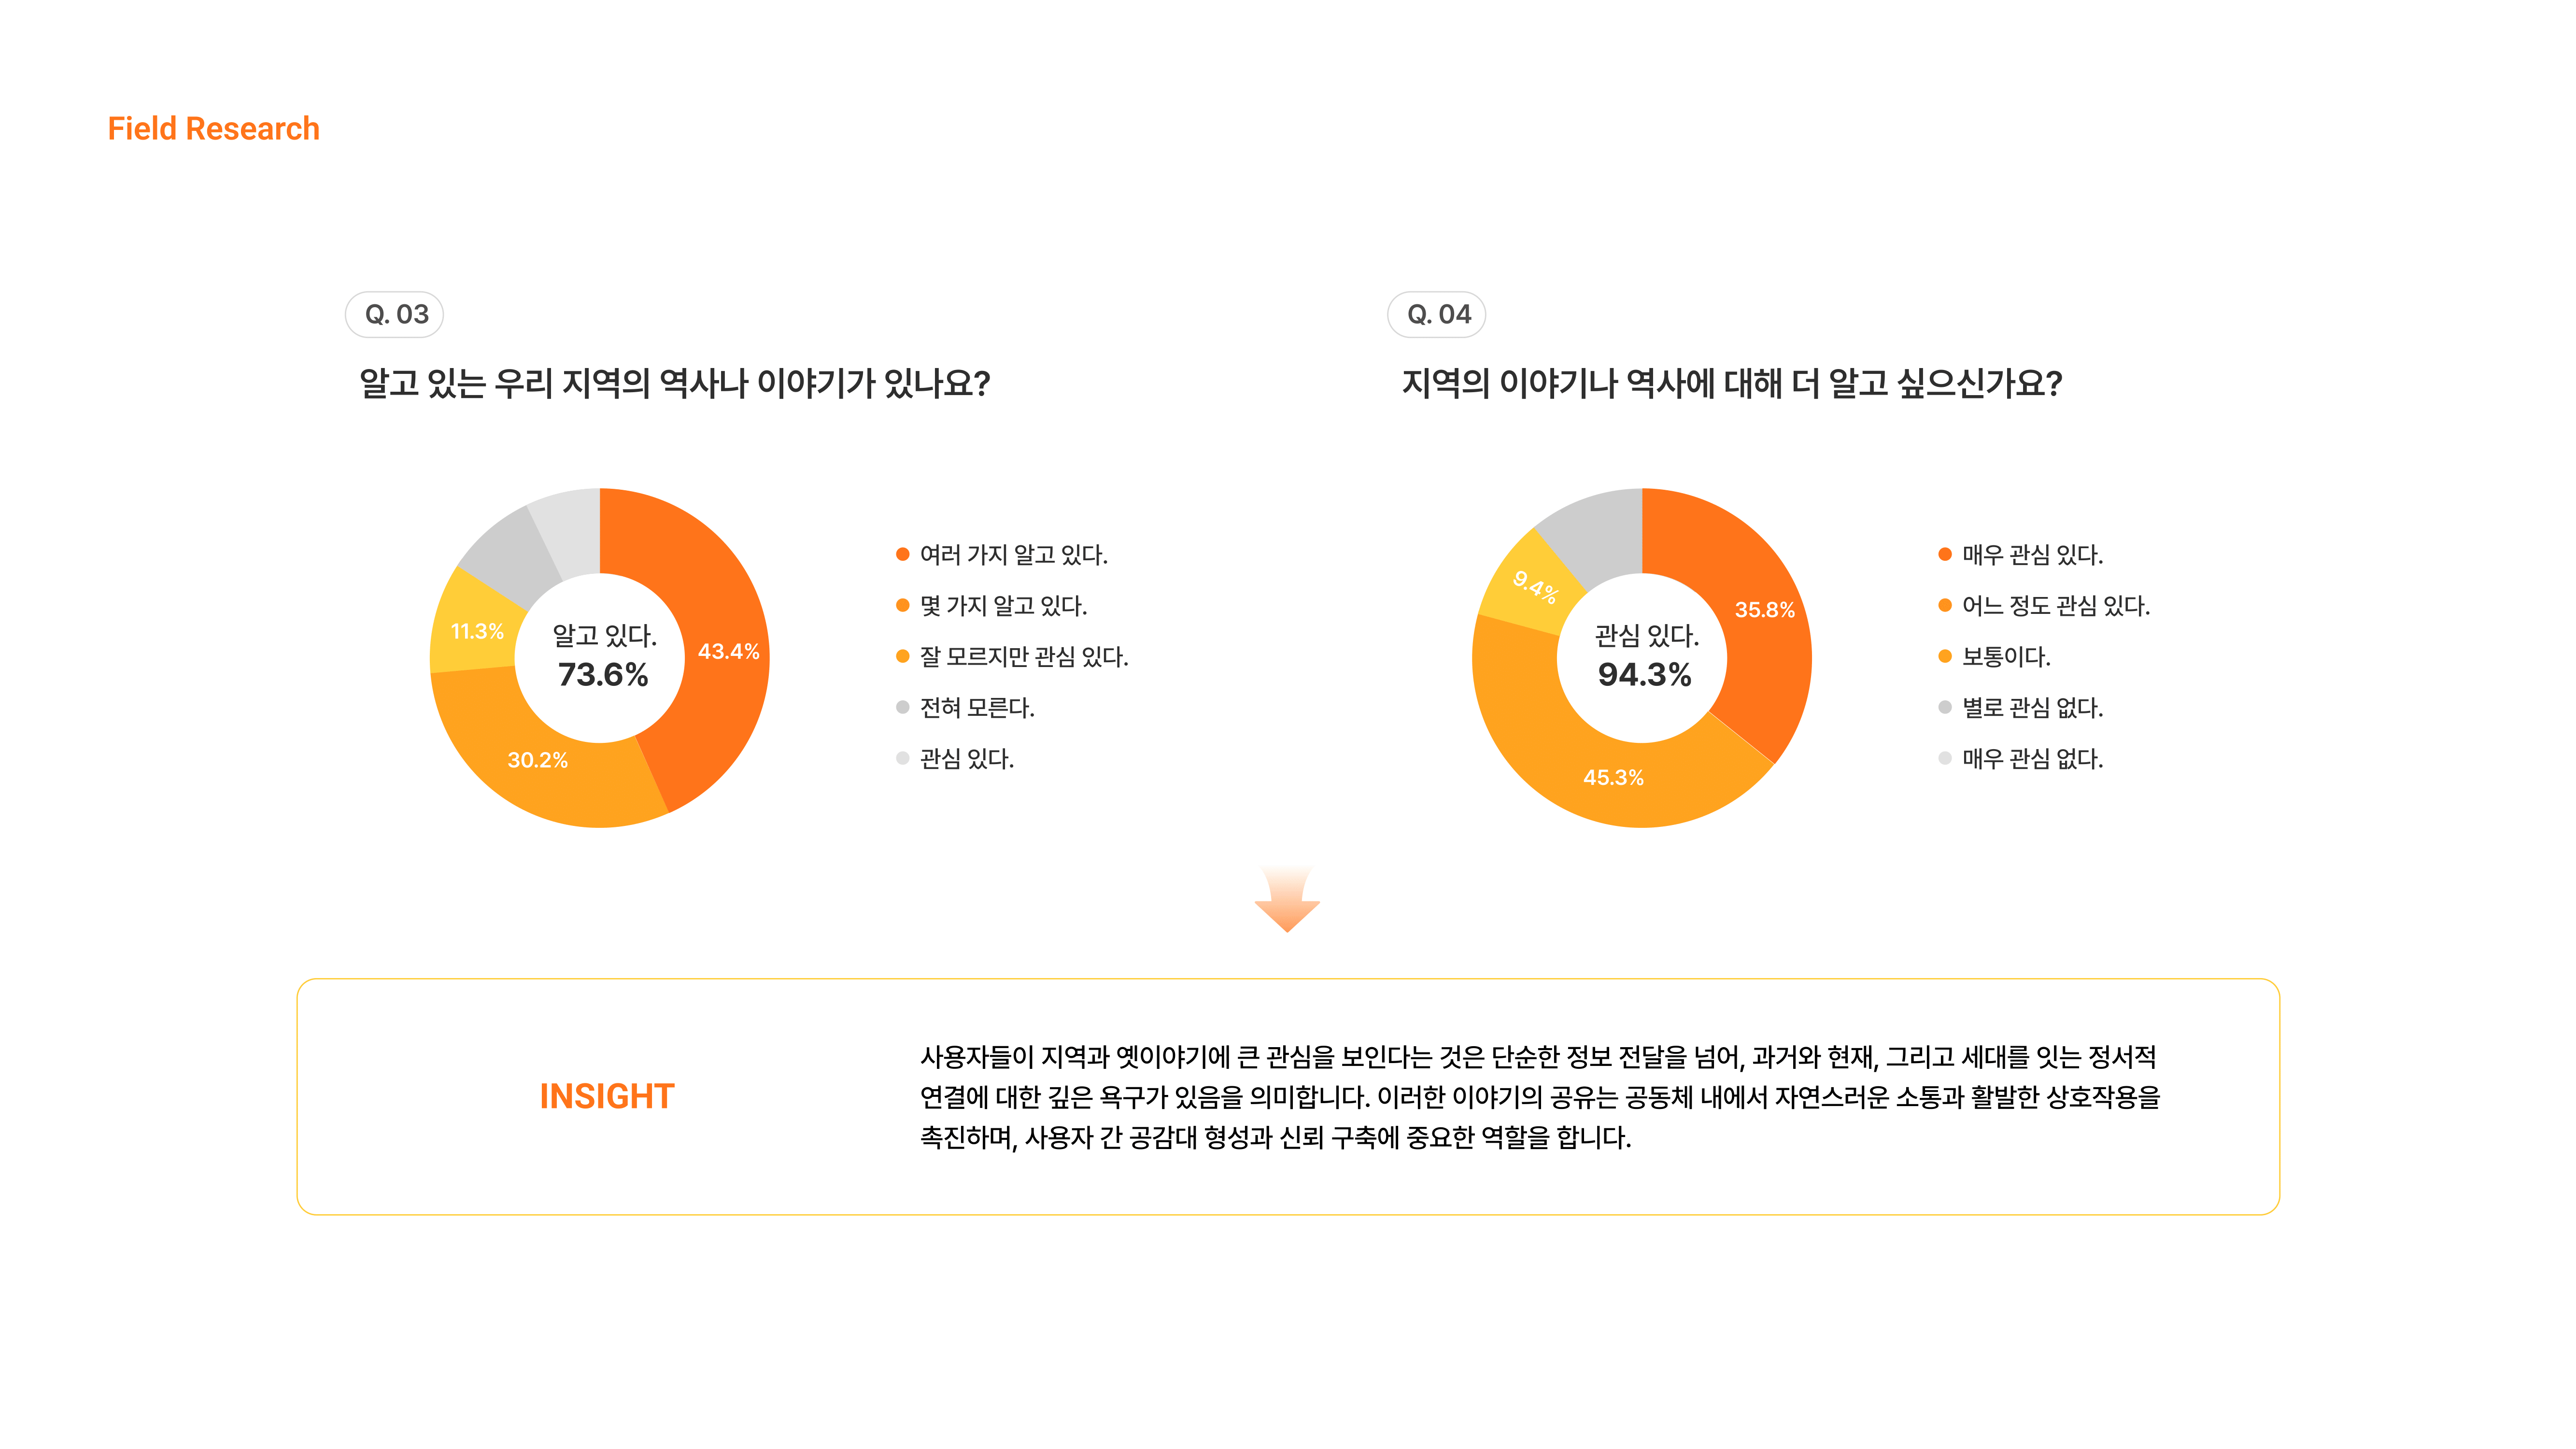 Field Research
Q. 03
알고 있는 우리 지역의 역사나 이야기가 있나요?
43.4%
30.2%
11.3%
알고 있다.
73.6%
여러 가지 알고 있다.
몇 가지 알고 있다.
잘 모르지만 관심 있다.
전혀 모른다.
관심 있다.
Q. 04
지역의 이야기나 역사에 대해 더 알고 싶으신가요?
35.8%
45.3%
9.4%
관심 있다.
94.3%
매우 관심 있다.
어느 정도 관심 있다.
보통이다.
별로 관심 없다.
매우 관심 없다.
INSIGHT
사용자들이 지역과 옛이야기에 큰 관심을 보인다는 것은 단순한 정보 전달을 넘어, 과거와 현재, 그리고 세대를 잇는 정서적
연결에 대한 깊은 욕구가 있음을 의미합니다. 이러한 이야기의 공유는 공동체 내에서 자연스러운 소통과 활발한 상호작용을
촉진하며, 사용자 간 공감대 형성과 신뢰 구축에 중요한 역할을 합니다.